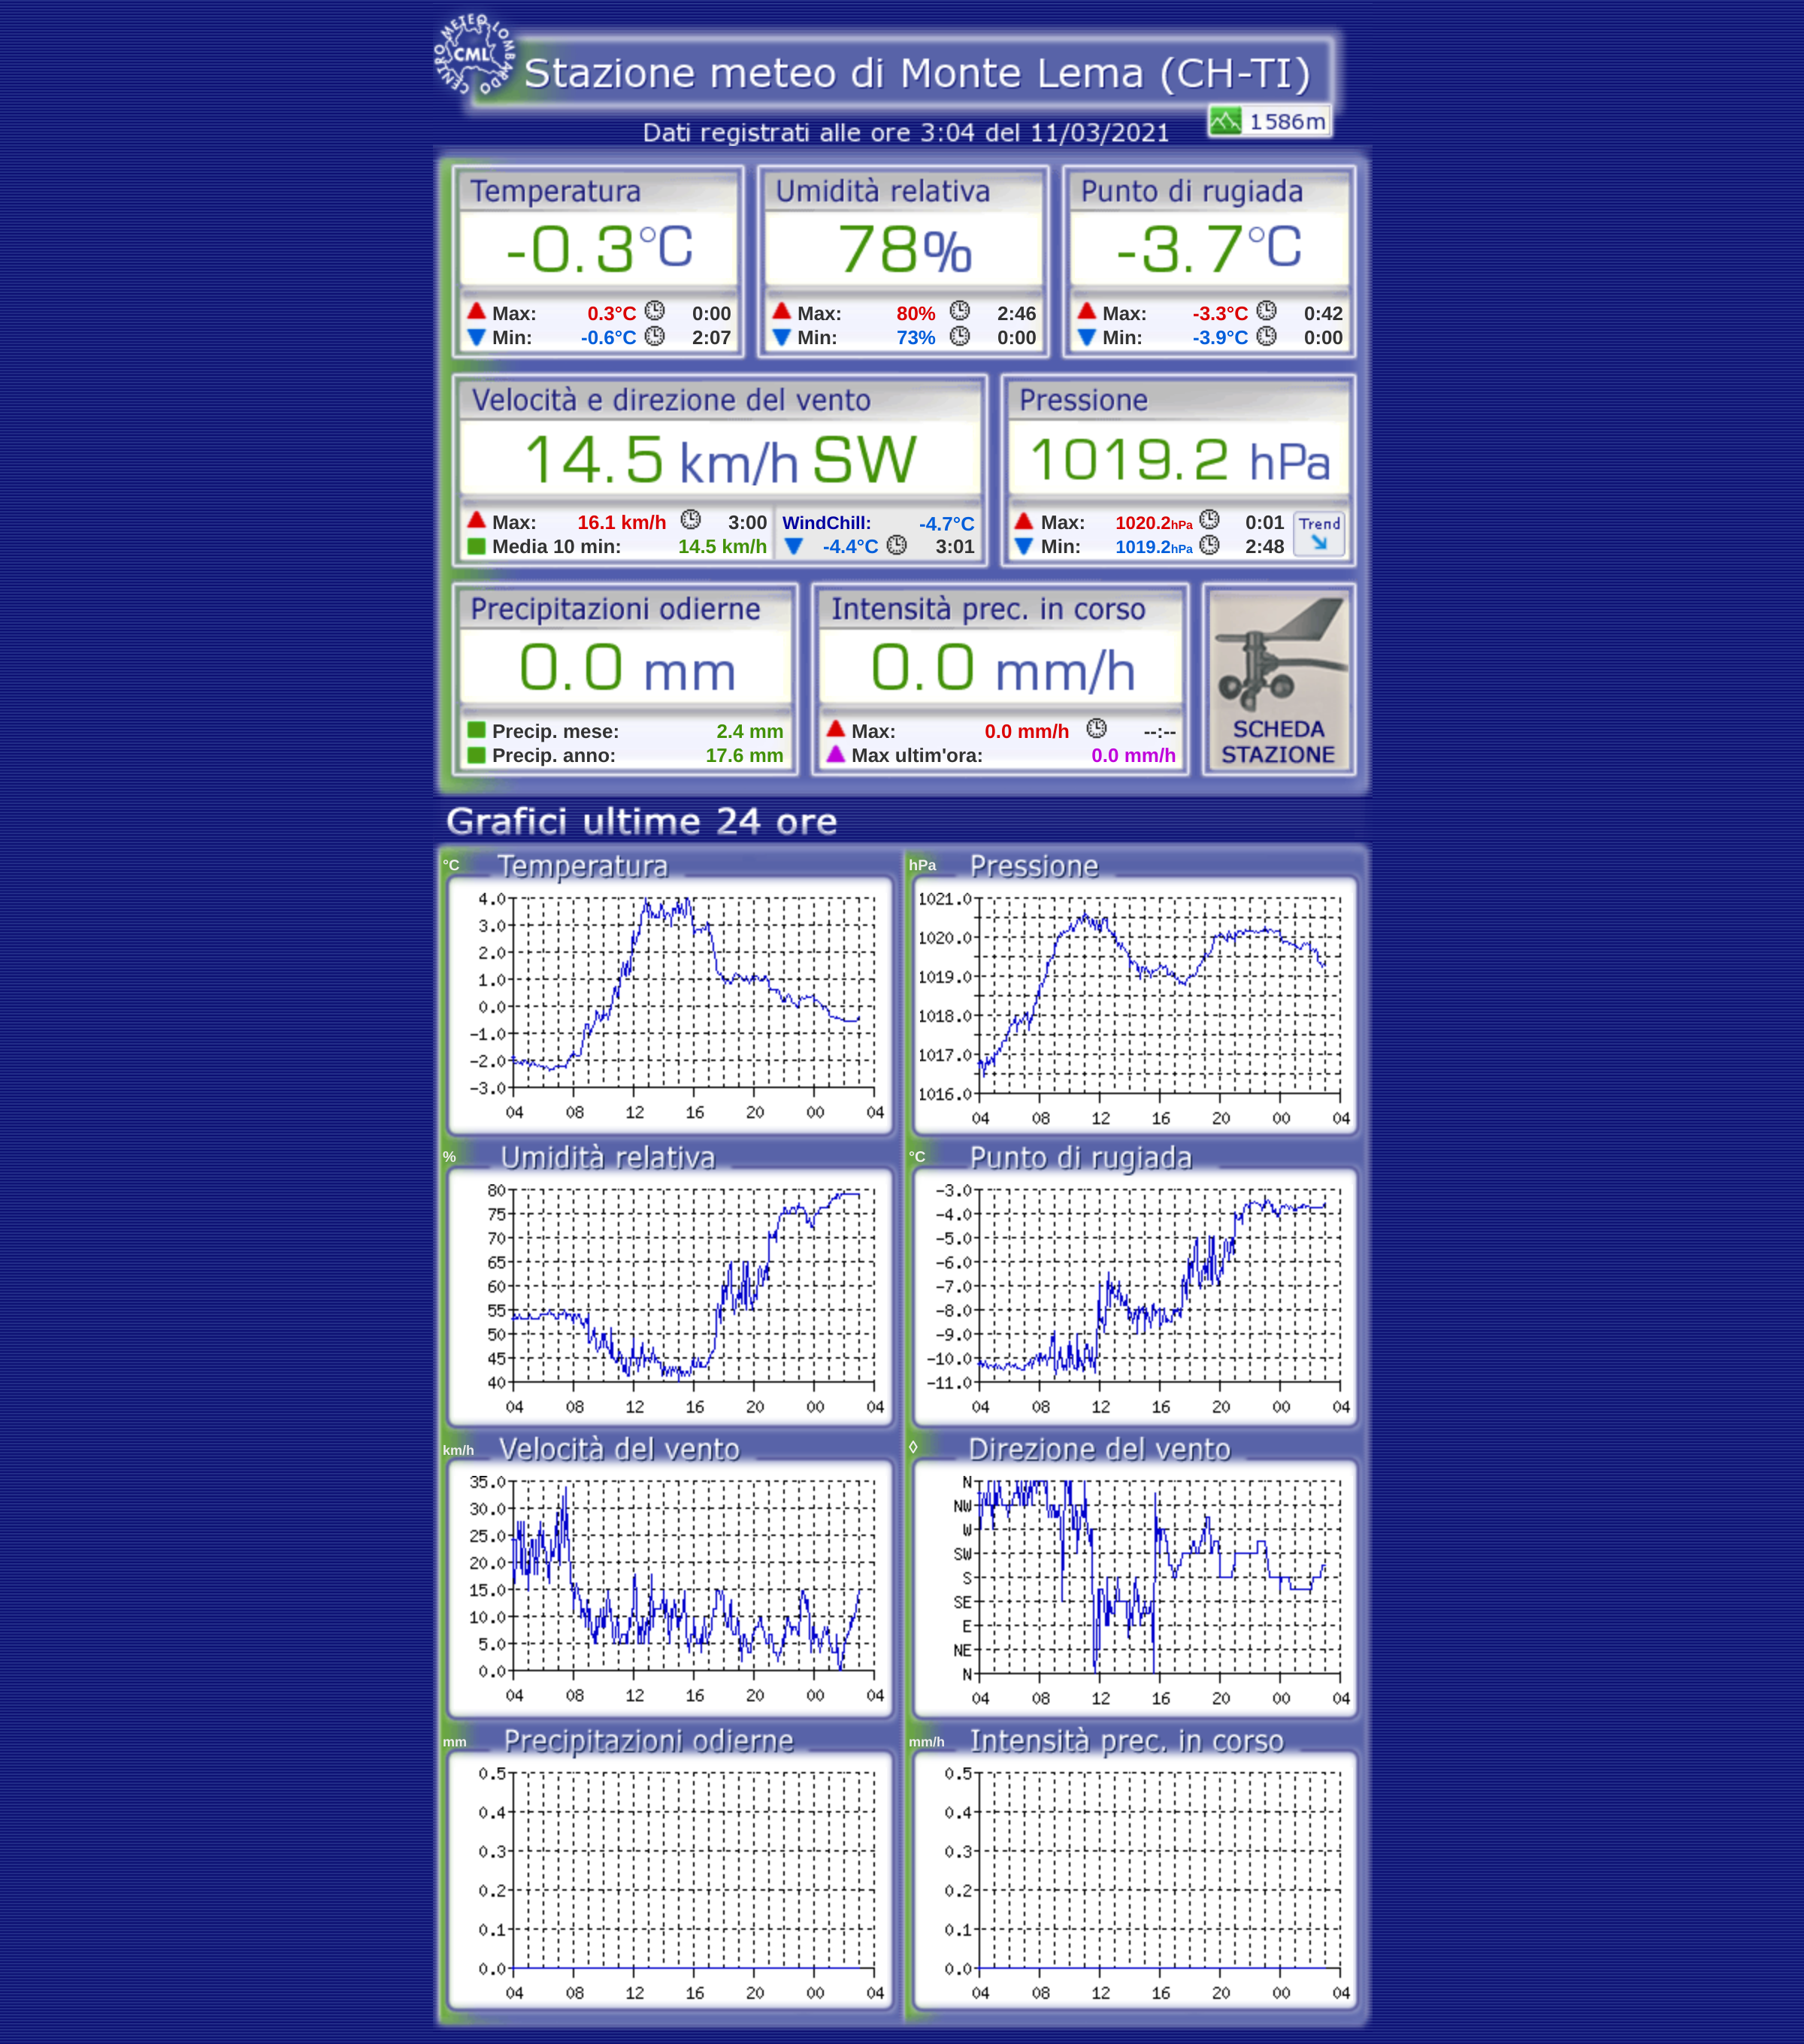 CENTRO METEO LOMBARDO
CML
Stazione meteo di Monte Lema (CH-TI)
1586m
Dati registrati alle ore 3:04 del 11/03/2021
Temperatura Umidità relativa Punto di rugiada
-0.3°C 78% -3.7°C
Max: 0.3°C 0:00 Max: 80% 2:46 Max: -3.3°C 0:42
Min: -0.6°C 2:07 Min: 73% 0:00 Min: -3.9°C 0:00
Velocità e direzione del vento Pressione
14.5 km/h SW 1019.2 hPa
Max: 16.1 km/h 3:00 WindChill: -4.7°C Max: 1020.2hPa 0:01 Trend
Media 10 min: 14.5 km/h -4.4°C 3:01 Min: 1019.2hPa 2:48
Precipitazioni odierne Intensità prec. in corso
0.0 mm 0.0 mm/h
Precip. mese: 2.4 mm Max: 0.0 mm/h --:-- SCHEDA
Precip. anno: 17.6 mm Max ultim'ora: 0.0 mm/h STAZIONE
Grafici ultime 24 ore
°C Temperatura
4.0
3.0
2.0
1.0
0.0
-1.0
-2.0
-3.0
04 08 12 16 20 00 04
hPa Pressione
1021.0
1020.0
1019.0
1018.0
1017.0
1016.0
04 08 12 16 20 00 04
% Umidità relativa
80
75
70
65
60
55
50
45
40
04 08 12 16 20 00 04
°C Punto di rugiada
-3.0
-4.0
-5.0
-6.0
-7.0
-8.0
-9.0
-10.0
-11.0
04 08 12 16 20 00 04
km/h Velocità del vento
35.0
30.0
25.0
20.0
15.0
10.0
5.0
0.0
04 08 12 16 20 00 04
◊ Direzione del vento
N
NW
W
SW
S
SE
E
NE
N
04 08 12 16 20 00 04
mm Precipitazioni odierne
0.5
0.4
0.3
0.2
0.1
0.0
04 08 12 16 20 00 04
mm/h Intensità prec. in corso
0.5
0.4
0.3
0.2
0.1
0.0
04 08 12 16 20 00 04